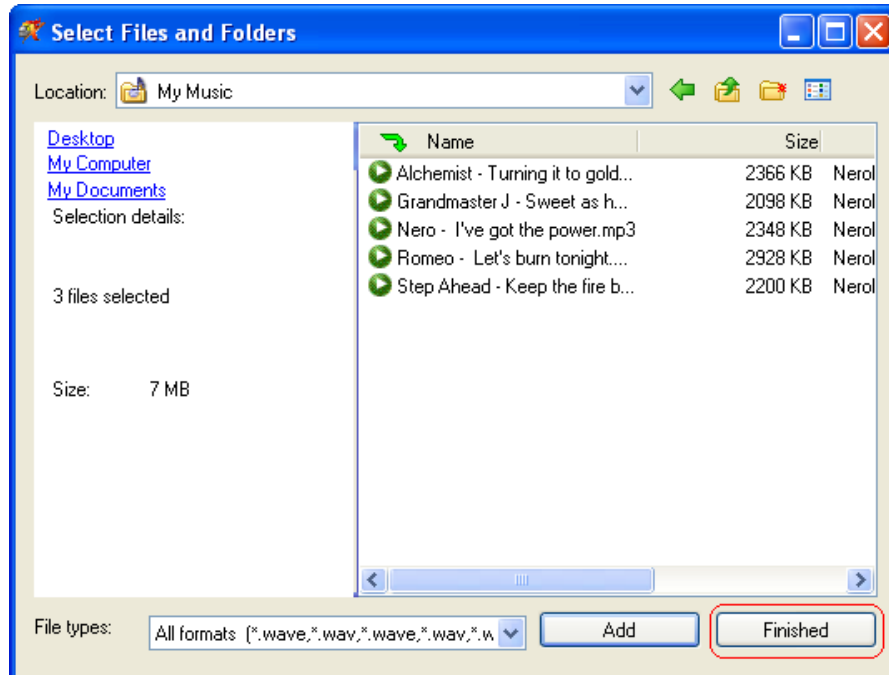 Select Files and Folders
Location: My Music
Desktop
My Computer
My Documents
Selection details:
3 files selected
Size: 7 MB
Name Size
Alchemist - Turning it to gold... 2366 KB Nerol
Grandmaster J - Sweet as h... 2098 KB Nerol
Nero - I've got the power.mp3 2348 KB Nerol
Romeo - Let's burn tonight.... 2928 KB Nerol
Step Ahead - Keep the fire b... 2200 KB Nerol
File types: All formats (*.wave,*.wav,*.wave,*.wav,*.w Add Finished